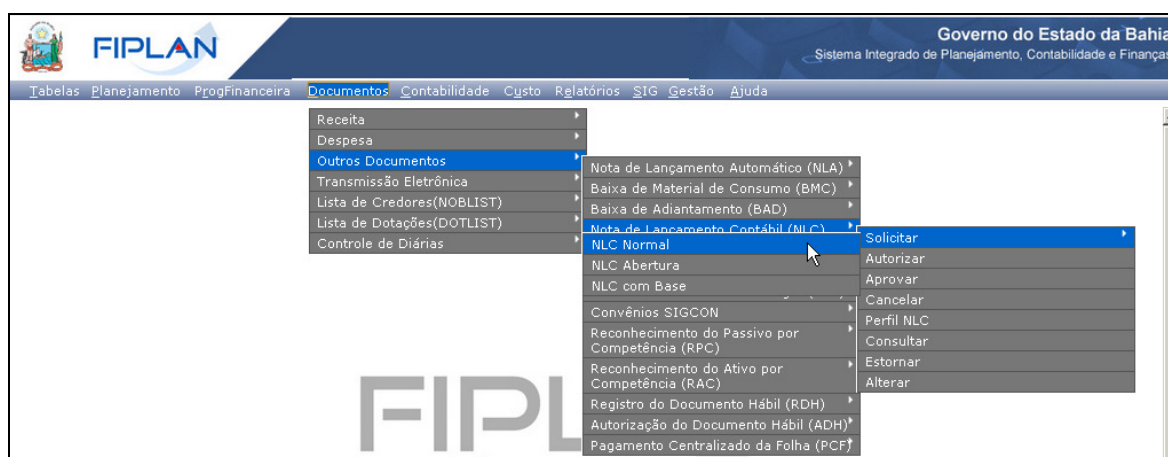 FIPLAN
Governo do Estado da Bahia
Sistema Integrado de Planejamento, Contabilidade e Finanças
Tabelas Planejamento ProgFinanceira Documentos Contabilidade Custo Relatórios SIG Gestão Ajuda
Receita
Despesa
Outros Documentos
Transmissão Eletrônica
Lista de Credores(NOBLIST)
Lista de Dotações(DOTLIST)
Controle de Diárias
Nota de Lançamento Automático (NLA)
Baixa de Material de Consumo (BMC)
Baixa de Adiantamento (BAD)
Nota de Lançamento Contábil (NLC)
NLC Normal
NLC Abertura
NLC com Base
Convênios SIGCON
Reconhecimento do Passivo por
Competência (RPC)
Reconhecimento do Ativo por
Competência (RAC)
Registro do Documento Hábil (RDH)
Autorização do Documento Hábil (ADH)
Pagamento Centralizado da Folha (PCF)
Solicitar
Autorizar
Aprovar
Cancelar
Perfil NLC
Consultar
Estornar
Alterar
FIPL